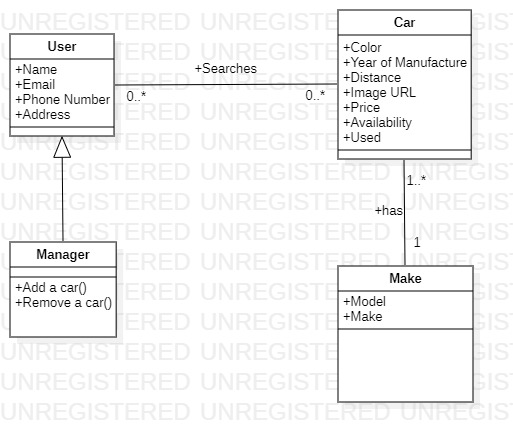 User
+Name
+Email
+Phone Number
+Address
+Searches
0..*
0..*
Car
+Color
+Year of Manufacture
+Distance
+Image URL
+Price
+Availability
+Used
1..*
+has
1
Manager
+Add a car()
+Remove a car()
Make
+Model
+Make
UNREGISTERED UNREGISTERED UNREGISTERED